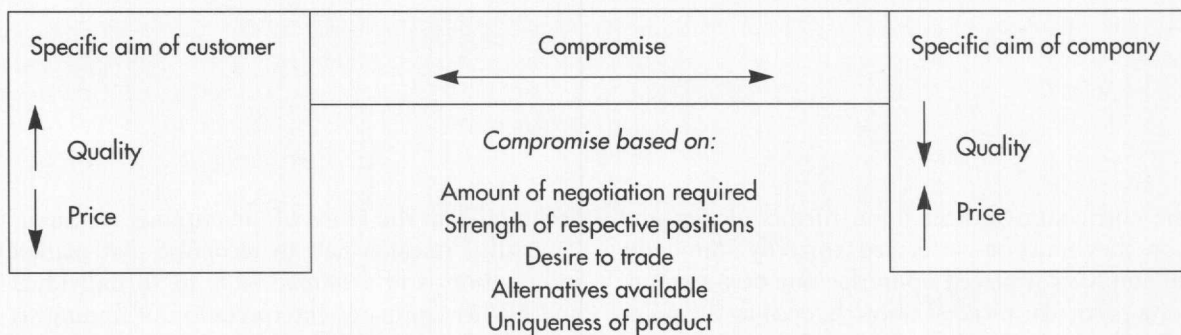 Specific aim of customer
Quality
Price
Compromise
Compromise based on:
Amount of negotiation required
Strength of respective positions
Desire to trade
Alternatives available
Uniqueness of product
Specific aim of company
Quality
Price